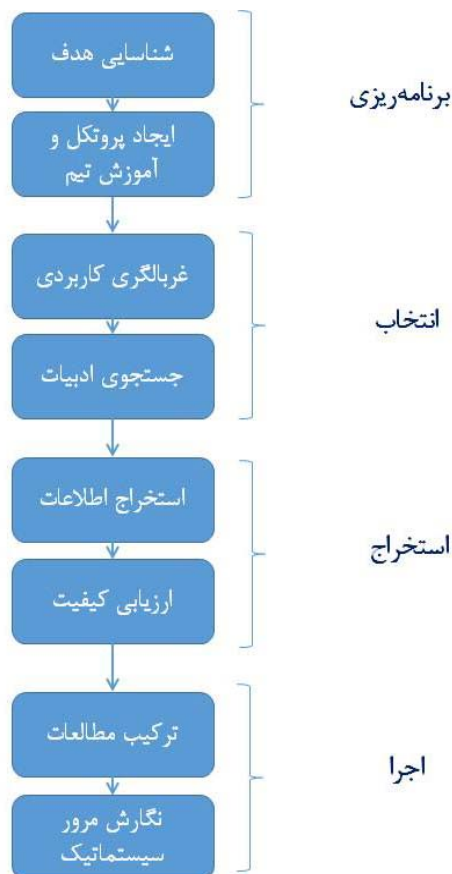 شناسایی هدف
ایجاد پروتکل و
آموزش تیم
برنامه‌ریزی
غربالگری کاربردی
جستجوی ادبیات
انتخاب
استخراج اطلاعات
ارزیابی کیفیت
استخراج
ترکیب مطالعات
نگارش مرور
سیستماتیک
اجرا